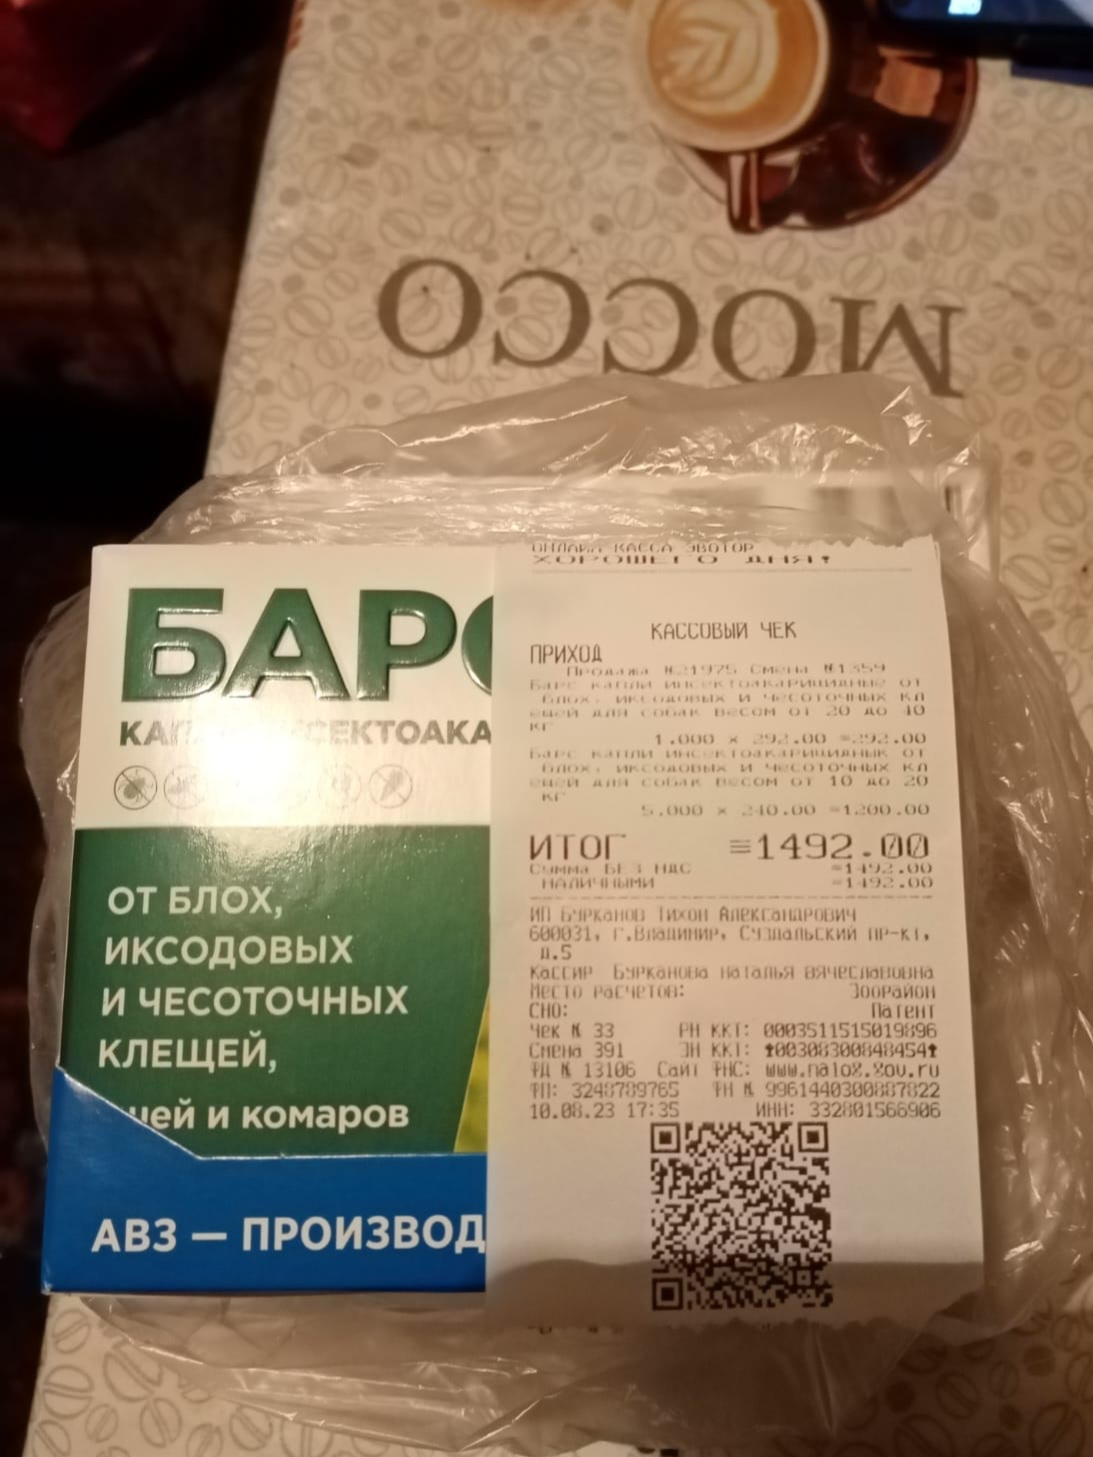 МОССО
БАРС
КАПЛИ ИНСЕКТОАКА
ОТ БЛОХ,
ИКСОДОВЫХ
И ЧЕСОТОЧНЫХ
КЛЕЩЕЙ,
шей и комаров
АВЗ — ПРОИЗВОД
ОНЛАЙН-КАССА ЭВОТОР
ХОРОШЕГО ДНЯ!
КАССОВЫЙ ЧЕК
ПРИХОД
Продажа №21975 Смена №1359
Барс капли инсектоакарицидные от
блох, иксодовых и чесоточных кл
ещей для собак весом от 20 до 40
кг
1.000 × 292.00 =292.00
Барс капли инсектоакарицидные от
блох, иксодовых и чесоточных кл
ещей для собак весом от 10 до 20
кг
5.000 × 240.00 =1200.00
ИТОГ =1492.00
Сумма БЕЗ НДС =1492.00
НАЛИЧНЫМИ =1492.00
ИП Бурканов Тихон Александрович
600031, г.Владимир, Суздальский пр-кт,
д.5
Кассир Бурканова наталья вячеславовна
Место расчетов: Зоорайон
СНО: Патент
Чек № 33 РН ККТ: 0003511515019896
Смена 391 ЗН ККТ: †00308300848454†
ФД № 13106 Сайт ФНС: www.nalog.gov.ru
ФП: 3248789765 ФН № 9961440300887822
10.08.23 17:35 ИНН: 332801566906